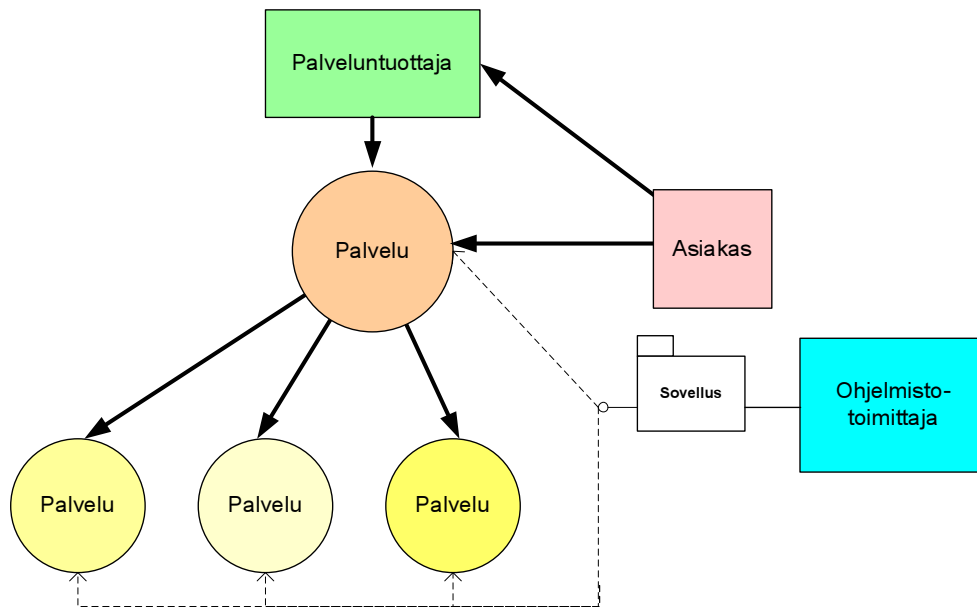 Palveluntuottaja
Palvelu
Asiakas
Sovellus
Ohjelmisto-
toimittaja
Palvelu
Palvelu
Palvelu